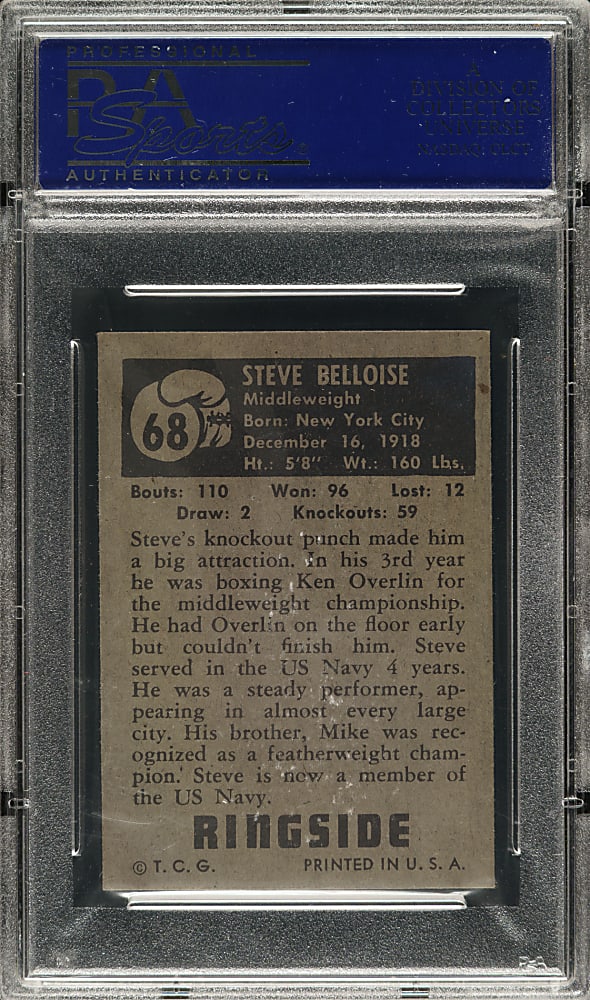 PROFESSIONAL
PSA
Sports
AUTHENTICATOR
A
DIVISION OF
COLLECTORS
UNIVERSE
NASDAQ: CLCT
68
STEVE BELLOISE
Middleweight
Born: New York City
December 16, 1918
Ht.: 5'8" Wt.: 160 Lbs.
Bouts: 110 Won: 96 Lost: 12
Draw: 2 Knockouts: 59
Steve's knockout punch made him
a big attraction. In his 3rd year
he was boxing Ken Overlin for
the middleweight championship.
He had Overlin on the floor early
but couldn't finish him. Steve
served in the US Navy 4 years.
He was a steady performer, ap-
pearing in almost every large
city. His brother, Mike was rec-
ognized as a featherweight cham-
pion. Steve is now a member of
the US Navy.
RINGSIDE
© T. C. G. PRINTED IN U. S. A.
PSA